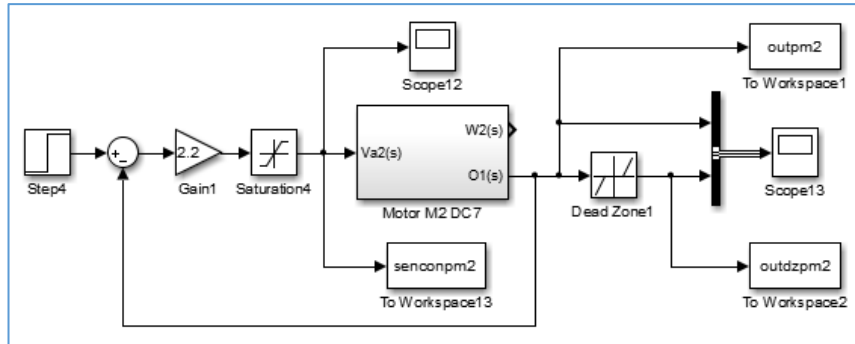 outpm2
To Workspace1
Scope12
W2(s)
Va2(s)
O1(s)
2.2
Step4
Gain1
Saturation4
Motor M2 DC7
Dead Zone1
Scope13
senconpm2
To Workspace13
outdzpm2
To Workspace2